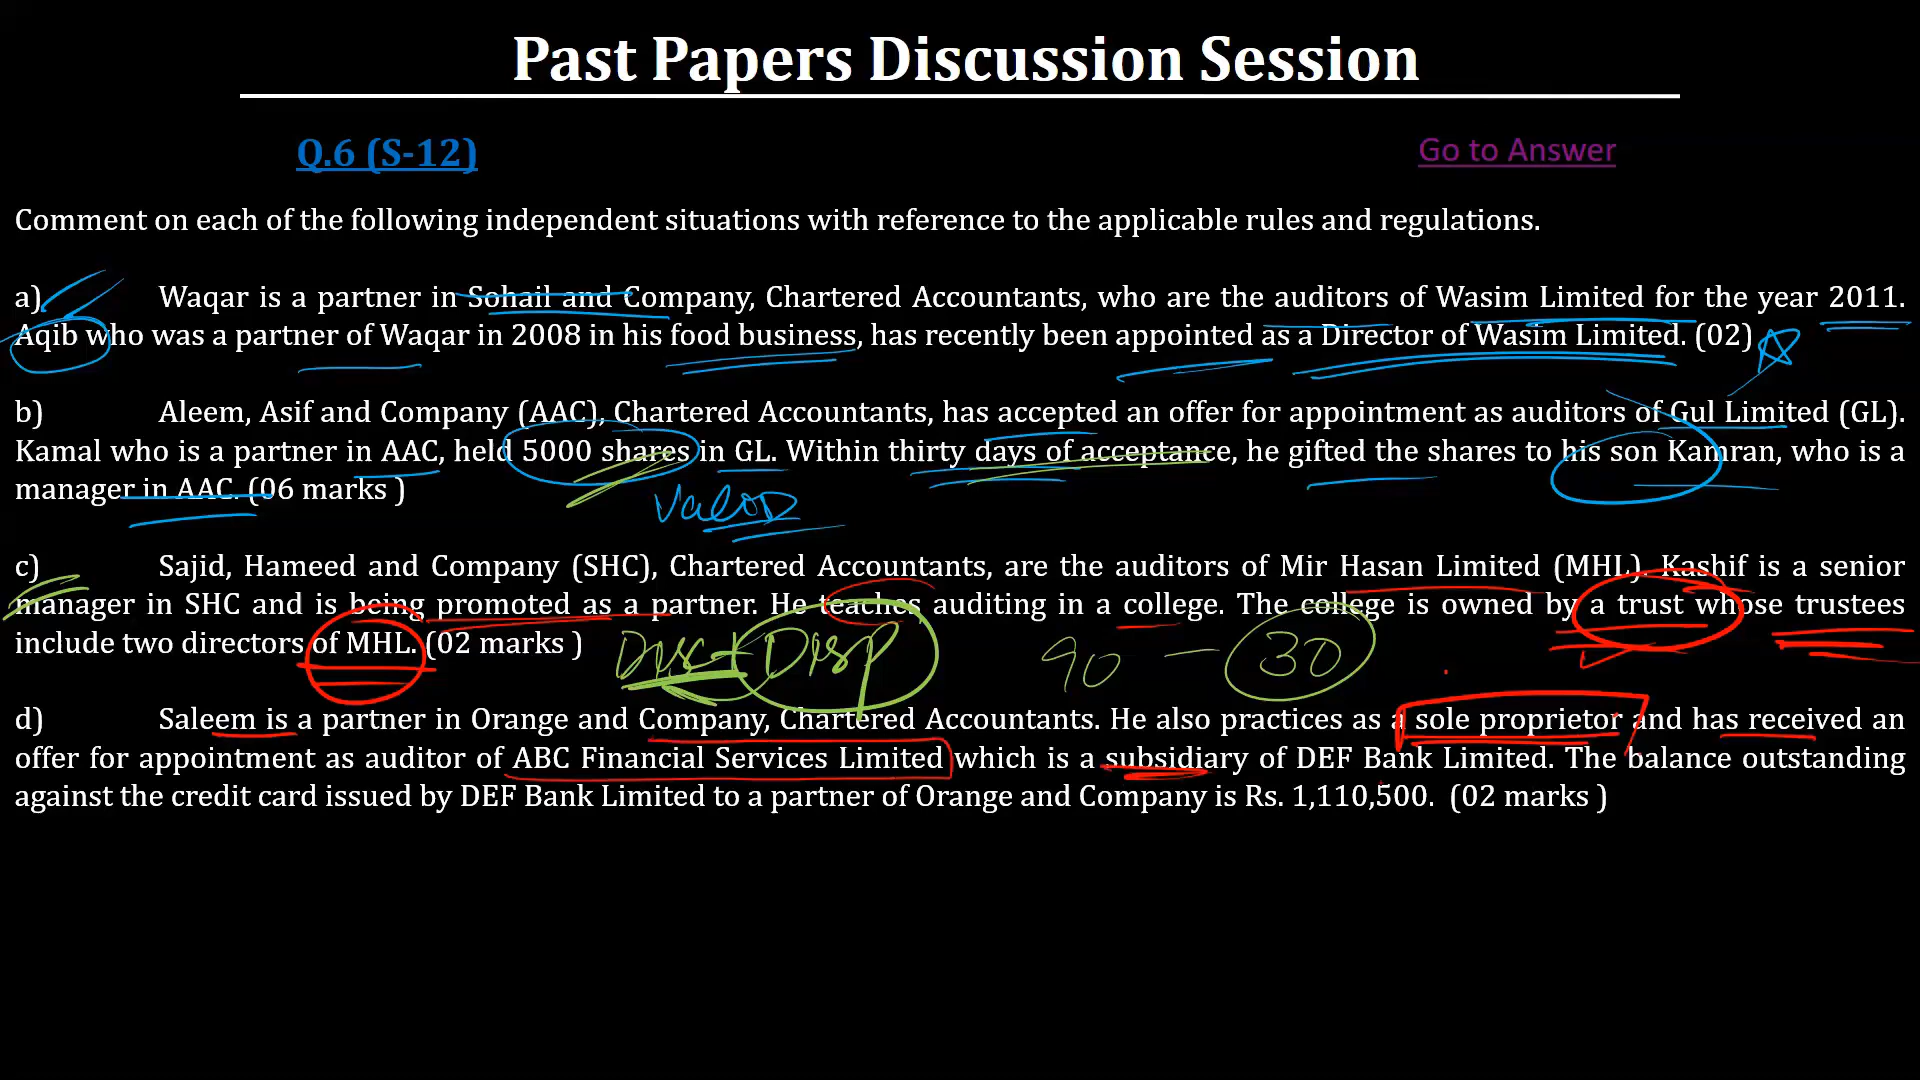 Past Papers Discussion Session
Q.6 (S-12)
Go to Answer
Comment on each of the following independent situations with reference to the applicable rules and regulations.
a) Waqar is a partner in Sohail and Company, Chartered Accountants, who are the auditors of Wasim Limited for the year 2011.
Aqib who was a partner of Waqar in 2008 in his food business, has recently been appointed as a Director of Wasim Limited. (02)
b) Aleem, Asif and Company (AAC), Chartered Accountants, has accepted an offer for appointment as auditors of Gul Limited (GL).
Kamal who is a partner in AAC, held 5000 shares in GL. Within thirty days of acceptance, he gifted the shares to his son Kamran, who is a
manager in AAC. (06 marks )
c) Sajid, Hameed and Company (SHC), Chartered Accountants, are the auditors of Mir Hasan Limited (MHL). Kashif is a senior
manager in SHC and is being promoted as a partner. He teaches auditing in a college. The college is owned by a trust whose trustees
include two directors of MHL. (02 marks )
Disc + Disp 90 - 30
d) Saleem is a partner in Orange and Company, Chartered Accountants. He also practices as a sole proprietor and has received an
offer for appointment as auditor of ABC Financial Services Limited which is a subsidiary of DEF Bank Limited. The balance outstanding
against the credit card issued by DEF Bank Limited to a partner of Orange and Company is Rs. 1,110,500. (02 marks )